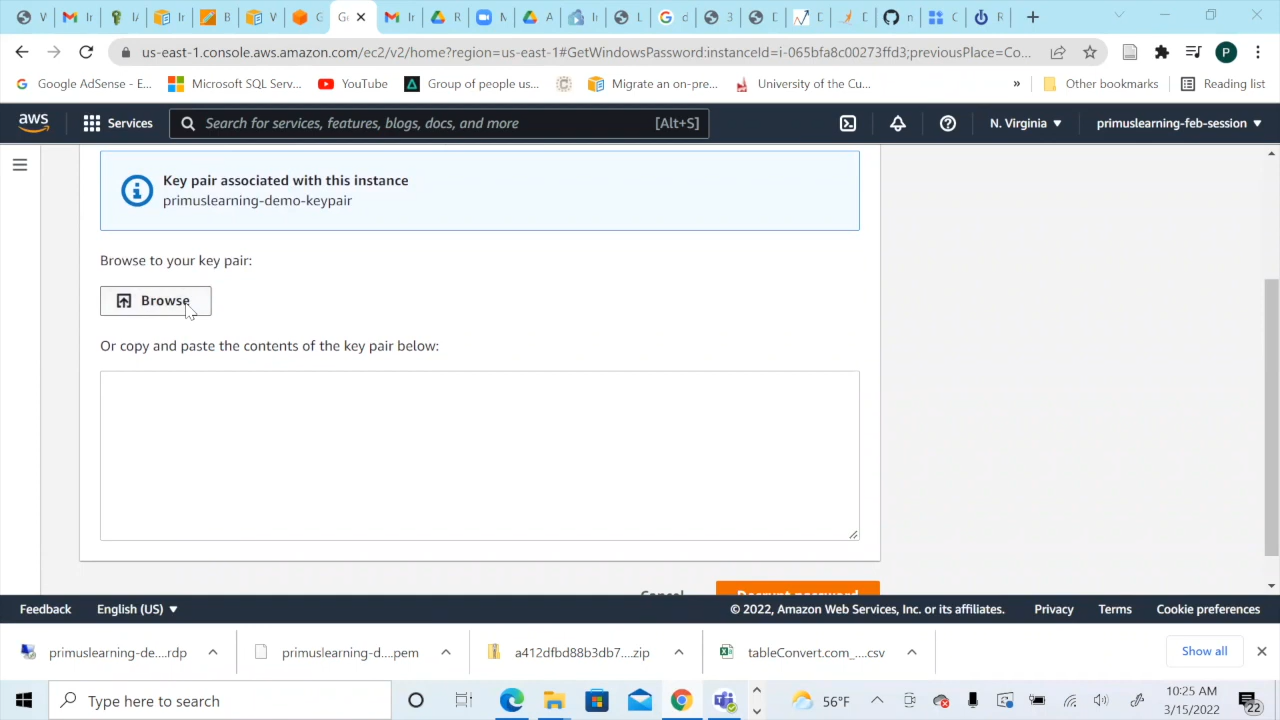 us-east-1.console.aws.amazon.com/ec2/v2/home?region=us-east-1#GetWindowsPassword:instanceId=i-065bfa8c00273ffd3;previousPlace=Co...
P
Google AdSense - E...
Microsoft SQL Serv...
YouTube
Group of people us...
Migrate an on-pre...
University of the Cu...
»
Other bookmarks
Reading list
aws
Services
Search for services, features, blogs, docs, and more
[Alt+S]
N. Virginia
primuslearning-feb-session
Key pair associated with this instance
primuslearning-demo-keypair
Browse to your key pair:
Browse
Or copy and paste the contents of the key pair below:
Cancel
Decrypt password
Feedback
English (US)
© 2022, Amazon Web Services, Inc. or its affiliates.
Privacy
Terms
Cookie preferences
primuslearning-de....rdp
primuslearning-d....pem
a412dfbd88b3db7....zip
tableConvert.com_....csv
Show all
Type here to search
56°F
10:25 AM
3/15/2022
22